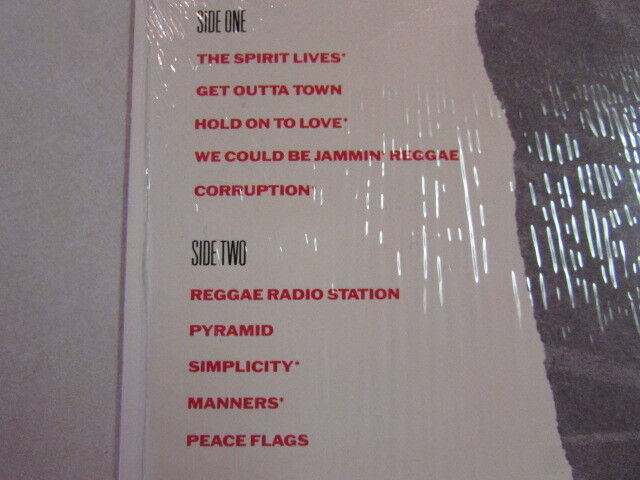 SIDE ONE
THE SPIRIT LIVES*
GET OUTTA TOWN
HOLD ON TO LOVE*
WE COULD BE JAMMIN' REGGAE
CORRUPTION*
SIDE TWO
REGGAE RADIO STATION
PYRAMID
SIMPLICITY*
MANNERS*
PEACE FLAGS